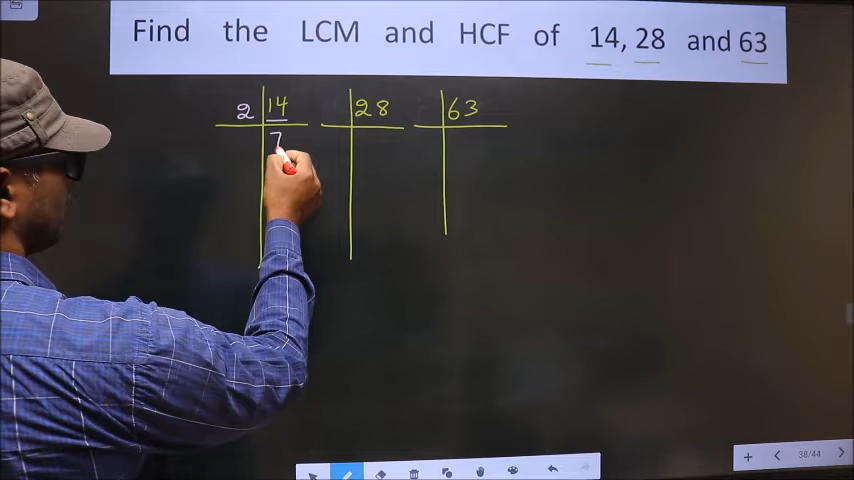 Find the LCM and HCF of 14, 28 and 63
2 14 28 63
7
38/44